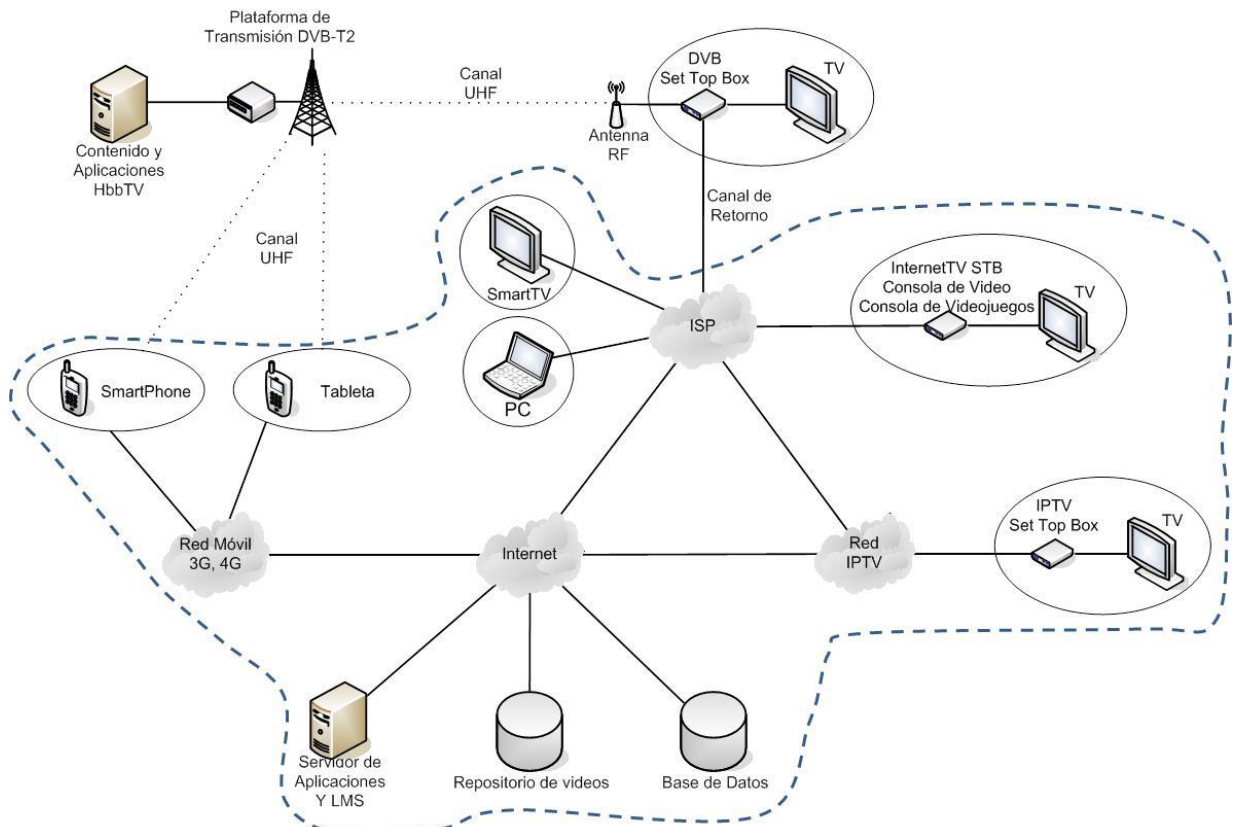 Plataforma de
Transmisión DVB-T2
Canal
UHF
DVB
Set Top Box
TV
Contenido y
Aplicaciones
HbbTV
Antenna
RF
Canal de
Retorno
Canal
UHF
SmartTV
ISP
InternetTV STB
Consola de Video
Consola de Videojuegos
TV
PC
SmartPhone
Tableta
IPTV
Set Top Box
TV
Red Móvil
3G, 4G
Internet
Red
IPTV
Servidor de
Aplicaciones
Y LMS
Repositorio de videos
Base de Datos